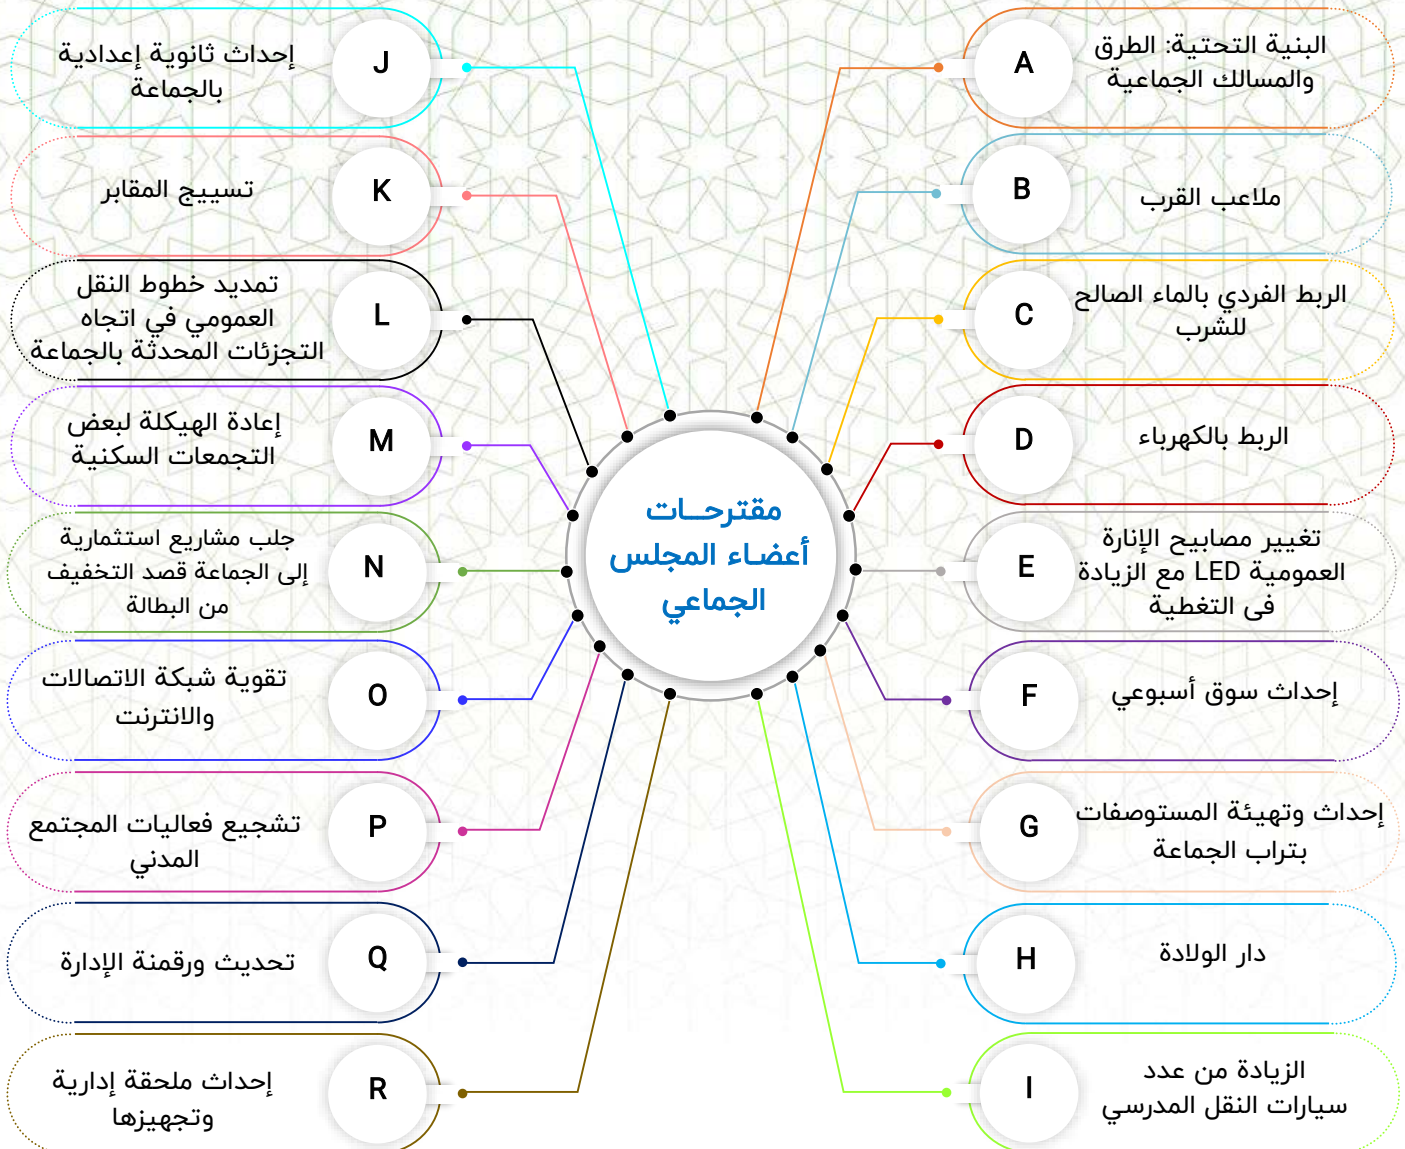 مقترحــات
أعضاء المجلس
الجماعي
A
البنية التحتية: الطرق
والمسالك الجماعية
B
ملاعب القرب
C
الربط الفردي بالماء الصالح
للشرب
D
الربط بالكهرباء
E
تغيير مصابيح الإنارة
العمومية LED مع الزيادة
فى التغطية
F
إحداث سوق أسبوعي
G
إحداث وتهيئة المستوصفات
بتراب الجماعة
H
دار الولادة
I
الزيادة من عدد
سيارات النقل المدرسي
J
إحداث ثانوية إعدادية
بالجماعة
K
تسييج المقابر
L
تمديد خطوط النقل
العمومي في اتجاه
التجزئات المحدثة بالجماعة
M
إعادة الهيكلة لبعض
التجمعات السكنية
N
جلب مشاريع استثمارية
إلى الجماعة قصد التخفيف
من البطالة
O
تقوية شبكة الاتصالات
والانترنت
P
تشجيع فعاليات المجتمع
المدني
Q
تحديث ورقمنة الإدارة
R
إحداث ملحقة إدارية
وتجهيزها